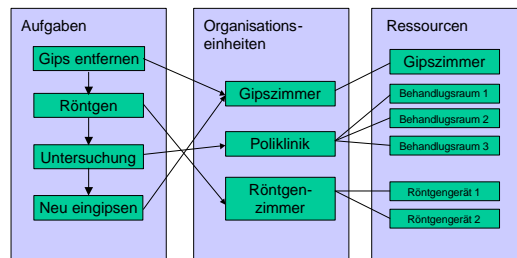 Aufgaben
Gips entfernen
Röntgen
Untersuchung
Neu eingipsen
Organisations-
einheiten
Gipszimmer
Poliklinik
Röntgen-
zimmer
Ressourcen
Gipszimmer
Behandlugsraum 1
Behandlugsraum 2
Behandlugsraum 3
Röntgengerät 1
Röntgengerät 2